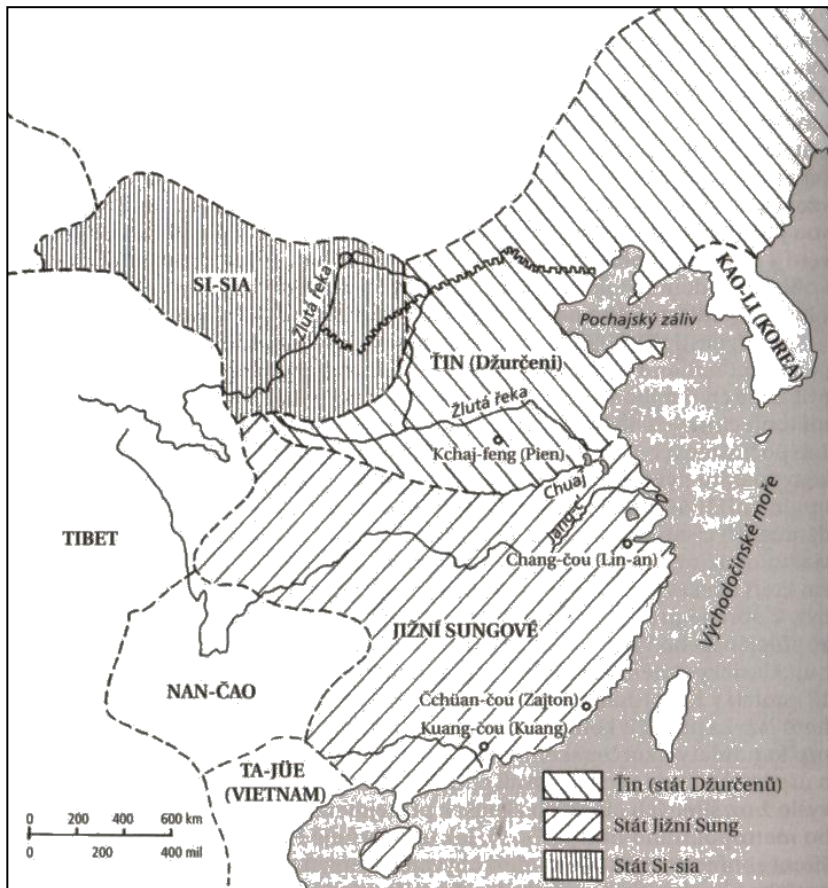 SI-SIA
Žlutá řeka
KAO-LI (KOREA)
Pochajský záliv
ŤIN (Džurčeni)
Žlutá řeka
Kchaj-feng (Pien)
Chuaj
Jang-c'
TIBET
Chang-čou (Lin-an)
Východočínské moře
JIŽNÍ SUNGOVÉ
NAN-ČAO
Čchüan-čou (Zajton)
Kuang-čou (Kuang)
TA-JÜE
(VIETNAM)
0 200 400 600 km
0 200 400 mil
Ťin (stát Džurčenů)
Stát Jižní Sung
Stát Si-sia